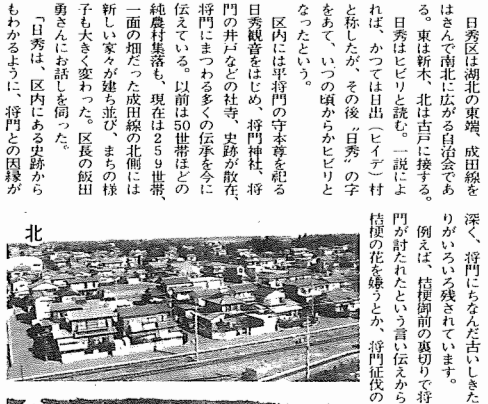 日秀区は湖北の東端、成田線を
はさんで南北に広がる自治会であ
る。東は新木、北は古戸に接する。
日秀はヒビリと読む。一説によ
れば、かつては日出（ヒイデ）村
と称したが、その後〝日秀〟の字
をあて、いつの頃からかヒビリと
なったという。
区内には平将門の守本尊を祀る
日秀観音をはじめ、将門神社、将
門の井戸などの社寺、史跡が散在、
将門にまつわる多くの伝承を今に
伝えている。以前は50世帯ほどの
純農村集落も、現在は259世帯、
一面の畑だった成田線の北側には
新しい家々が建ち並び、まちの様
子も大きく変わった。区長の飯田
勇さんにお話しを伺った。
「日秀は、区内にある史跡から
もわかるように、将門との因縁が
深く、将門にちなんだ古いしきた
りがいろいろ残されています。
例えば、桔梗御前の裏切りで将
門が討たれたという言い伝えから
桔梗の花を嫌うとか、将門征伐の
北